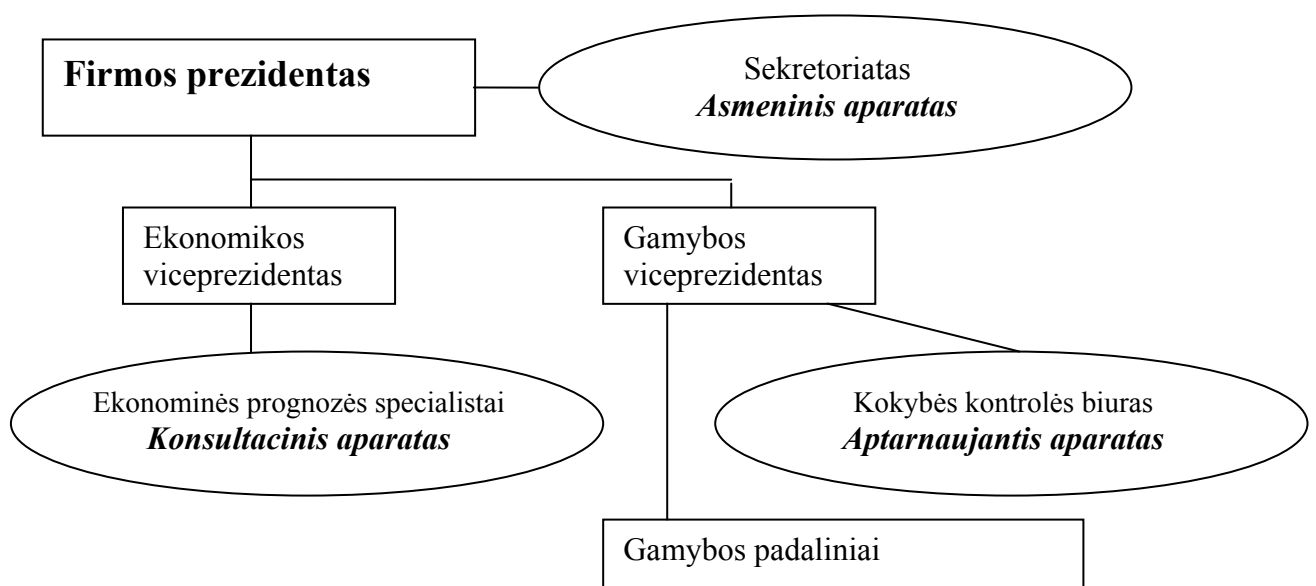 Firmos prezidentas
Sekretoriatas
Asmeninis aparatas
Ekonomikos
viceprezidentas
Gamybos
viceprezidentas
Ekonominės prognozės specialistai
Konsultacinis aparatas
Kokybės kontrolės biuras
Aptarnaujantis aparatas
Gamybos padaliniai